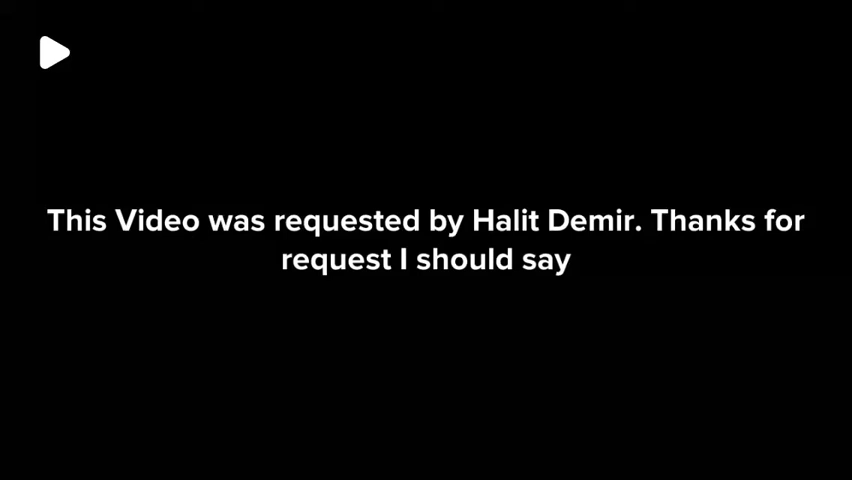 This Video was requested by Halit Demir. Thanks for
request I should say